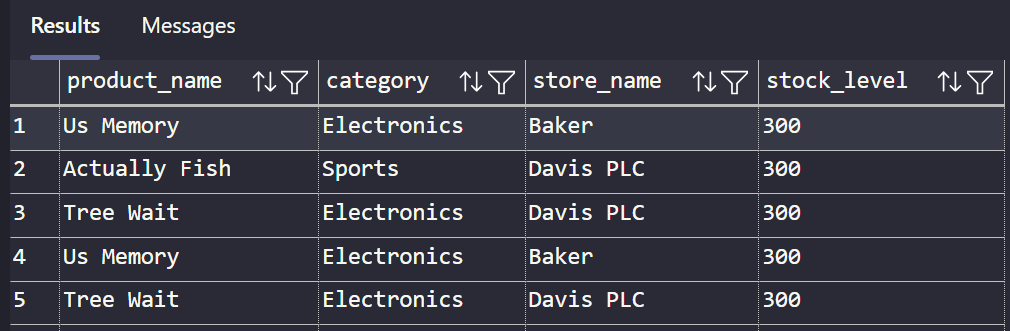 Results Messages
product_name category store_name stock_level
1 Us Memory Electronics Baker 300
2 Actually Fish Sports Davis PLC 300
3 Tree Wait Electronics Davis PLC 300
4 Us Memory Electronics Baker 300
5 Tree Wait Electronics Davis PLC 300